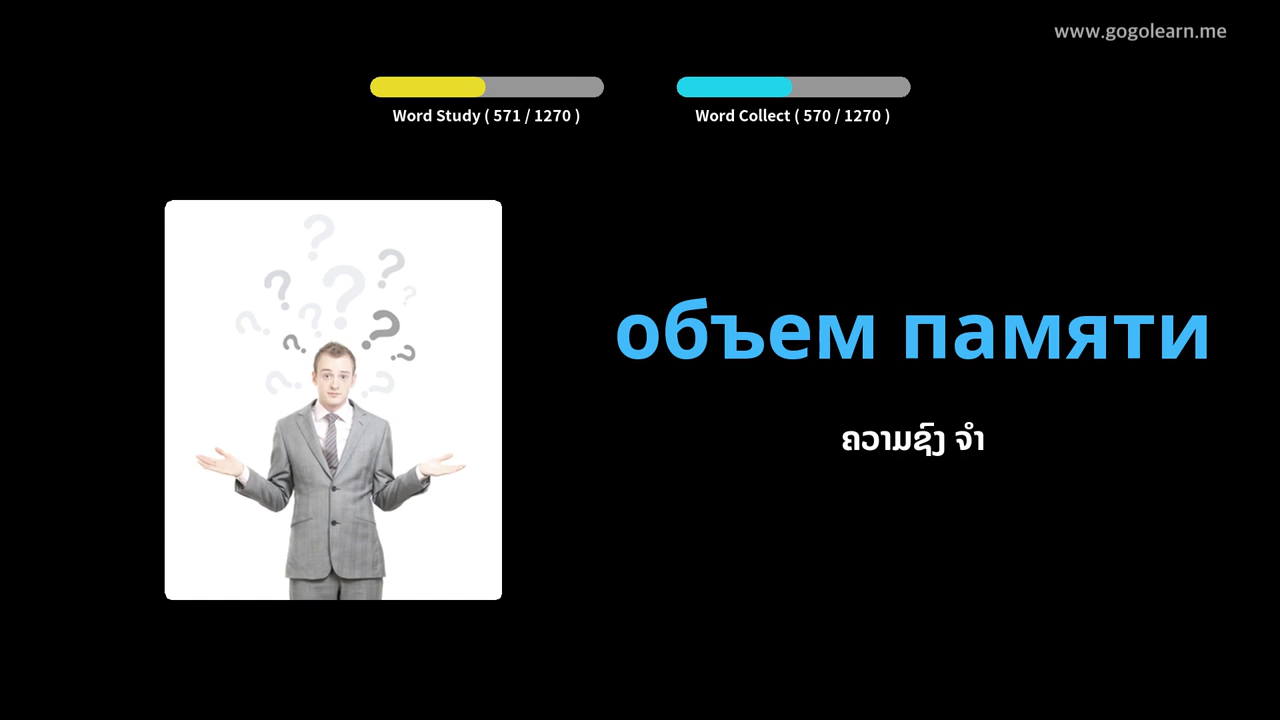 www.gogolearn.me
Word Study ( 571 / 1270 )
Word Collect ( 570 / 1270 )
объем памяти
ຄວາມຊົງ ຈຳ